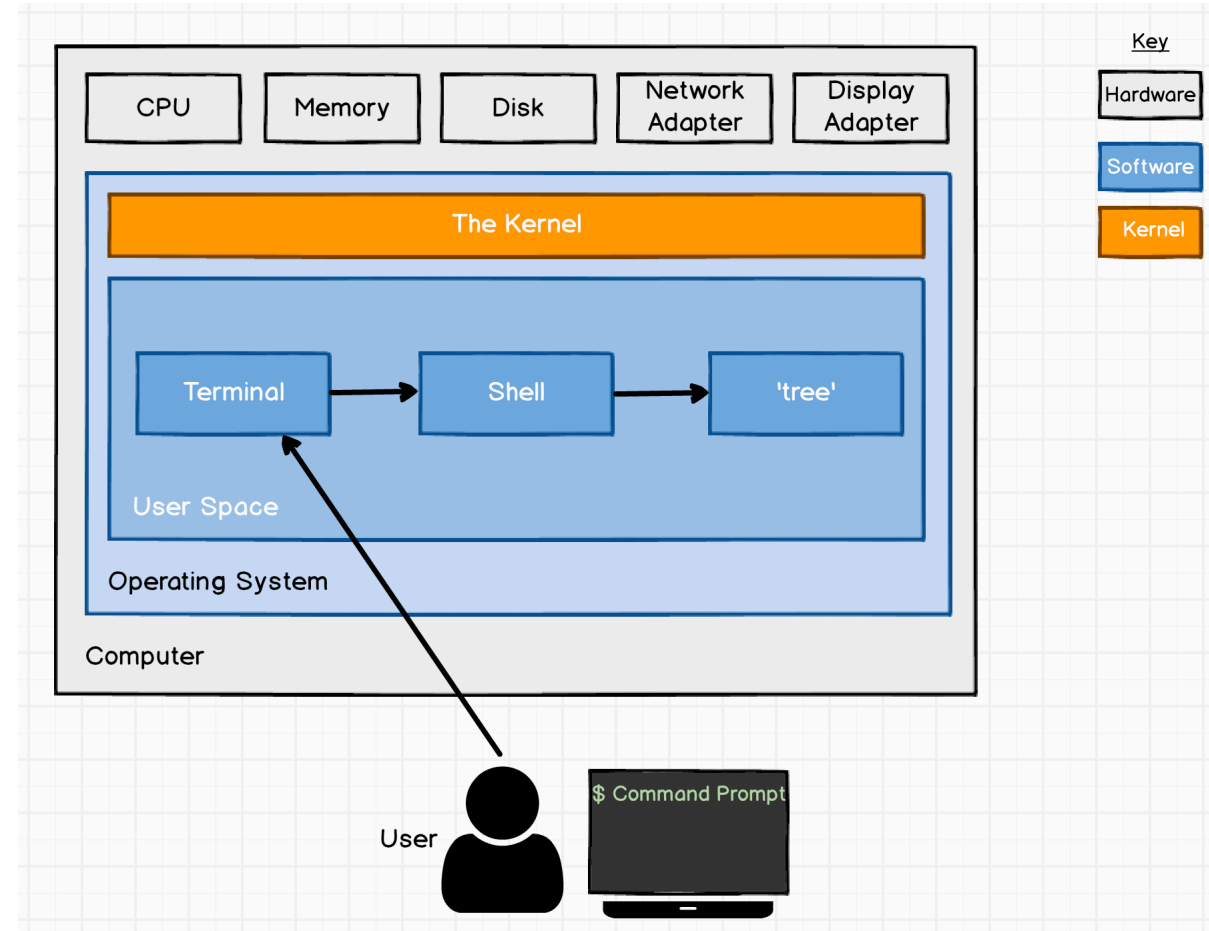 Key
CPU
Memory
Disk
Network
Adapter
Display
Adapter
Hardware
Software
Kernel
The Kernel
Terminal
Shell
'tree'
User Space
Operating System
Computer
User
$ Command Prompt